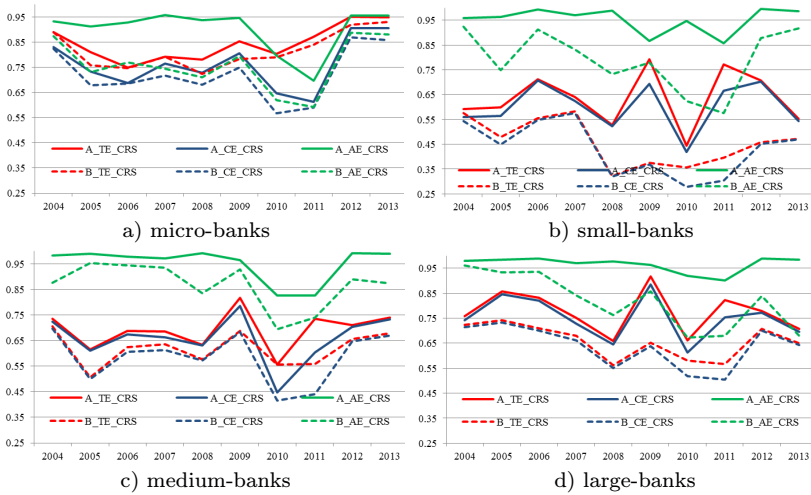 0.95
0.85
0.75
0.65
0.55
0.45
0.35
0.25
A_TE_CRS A_CE_CRS A_AE_CRS
B_TE_CRS B_CE_CRS B_AE_CRS
2004 2005 2006 2007 2008 2009 2010 2011 2012 2013
a) micro-banks
0.95
0.85
0.75
0.65
0.55
0.45
0.35
0.25
A_TE_CRS A_CE_CRS A_AE_CRS
B_TE_CRS B_CE_CRS B_AE_CRS
2004 2005 2006 2007 2008 2009 2010 2011 2012 2013
b) small-banks
0.95
0.85
0.75
0.65
0.55
0.45
0.35
0.25
A_TE_CRS A_CE_CRS A_AE_CRS
B_TE_CRS B_CE_CRS B_AE_CRS
2004 2005 2006 2007 2008 2009 2010 2011 2012 2013
c) medium-banks
0.95
0.85
0.75
0.65
0.55
0.45
0.35
0.25
A_TE_CRS A_CE_CRS A_AE_CRS
B_TE_CRS B_CE_CRS B_AE_CRS
2004 2005 2006 2007 2008 2009 2010 2011 2012 2013
d) large-banks